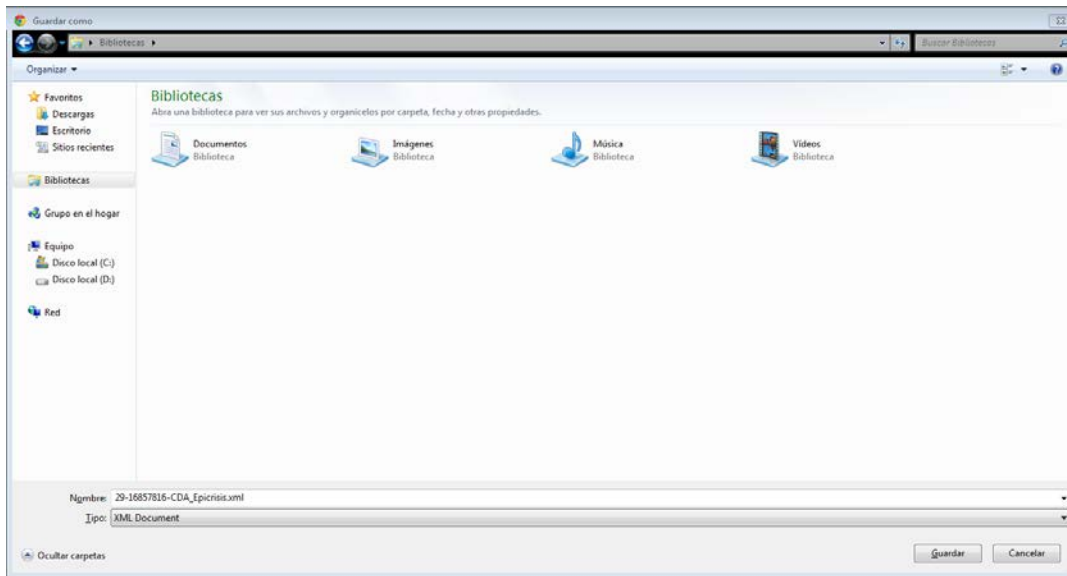 Guardar como
Bibliotecas
Buscar Bibliotecas
Organizar
Favoritos
Descargas
Escritorio
Sitios recientes
Bibliotecas
Grupo en el hogar
Equipo
Disco local (C:)
Disco local (D:)
Red
Bibliotecas
Abra una biblioteca para ver sus archivos y organícelos por carpeta, fecha y otras propiedades.
Documentos
Biblioteca
Imágenes
Biblioteca
Música
Biblioteca
Vídeos
Biblioteca
Nombre: 29-16857816-CDA_Epicrisis.xml
Tipo: XML Document
Ocultar carpetas
Guardar
Cancelar